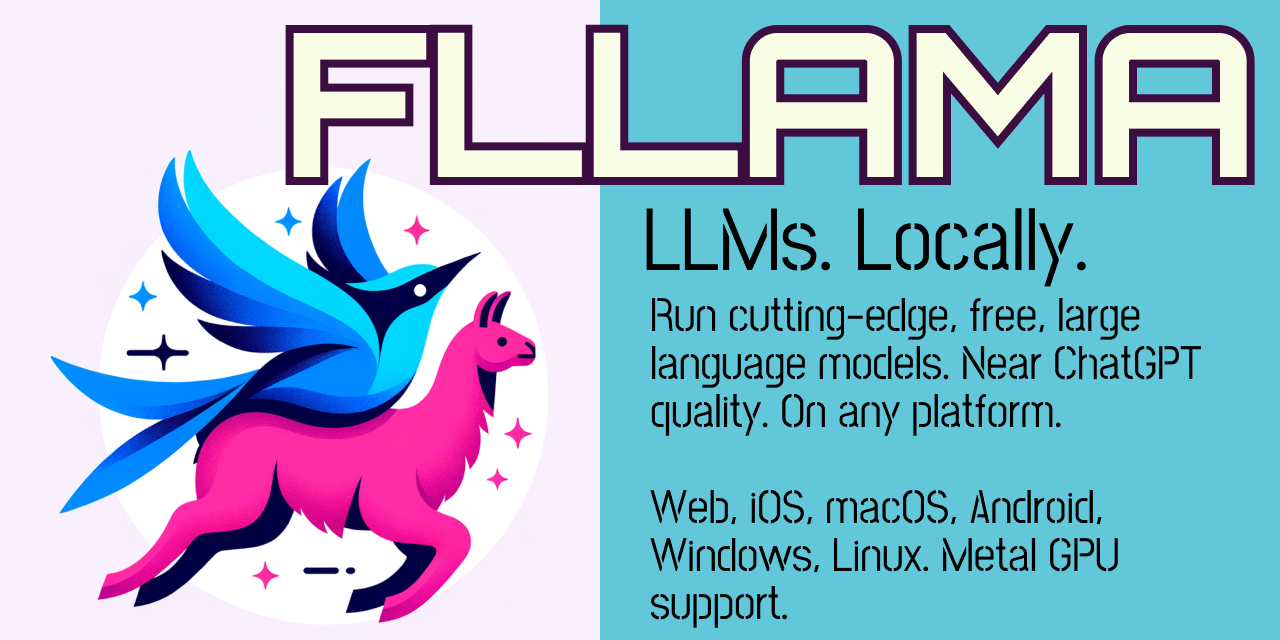 FLLAMA
LLMs. Locally.
Run cutting-edge, free, large
language models. Near ChatGPT
quality. On any platform.
Web, iOS, macOS, Android,
Windows, Linux. Metal GPU
support.